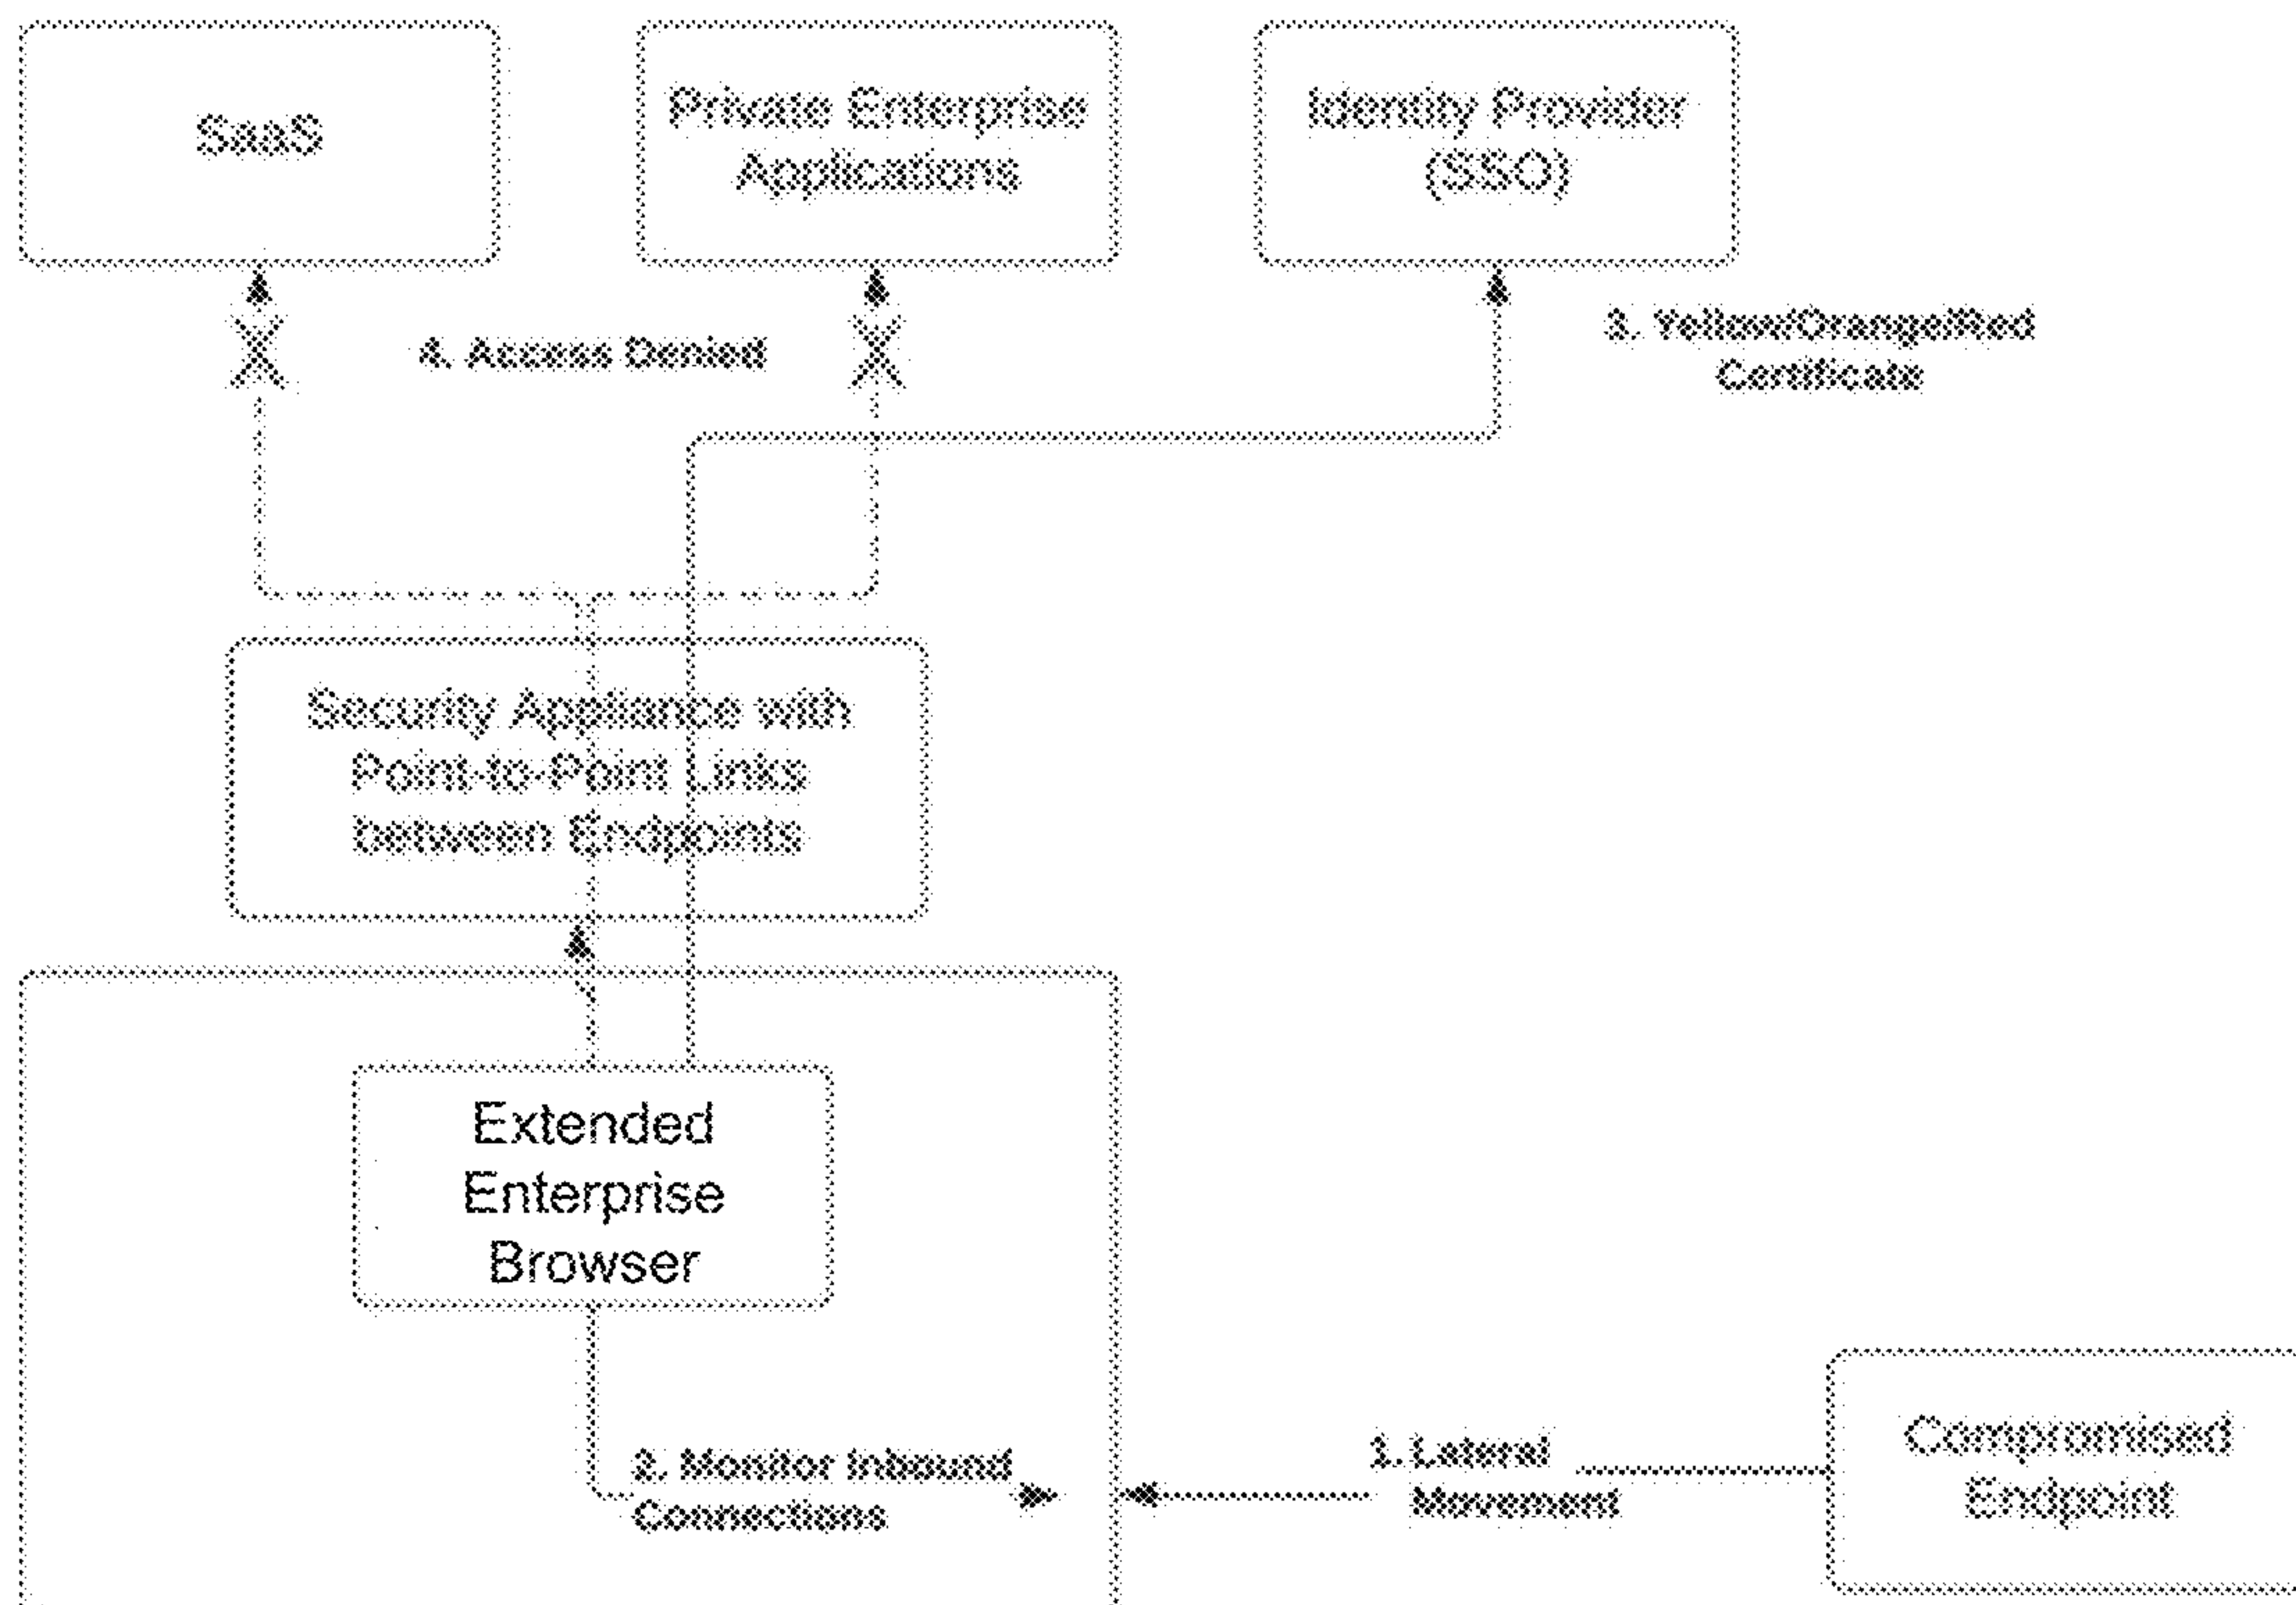 SaaS
Private Enterprise
Applications
Identity Provider
(SSO)
4. Access Denied
3. Yellow/Orange/Red
Certificate
Security Appliance with
Point-to-Point Links
between Endpoints
Extended
Enterprise
Browser
2. Monitor Inbound
Connections
1. Lateral
Movement
Compromised
Endpoint